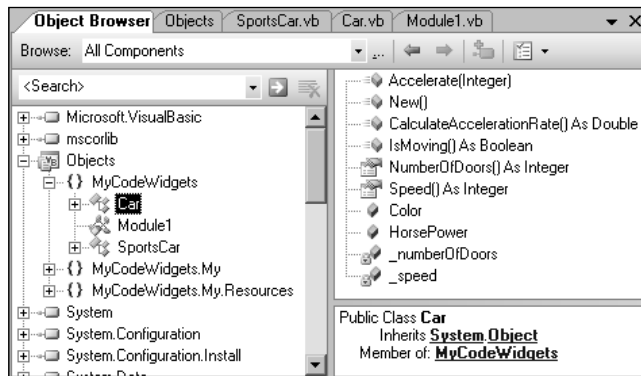 Object Browser Objects SportsCar.vb Car.vb Module1.vb
Browse: All Components ...
<Search>
Microsoft.VisualBasic
mscorlib
Objects
{} MyCodeWidgets
Car
Module1
SportsCar
{} MyCodeWidgets.My
{} MyCodeWidgets.My.Resources
System
System.Configuration
System.Configuration.Install
System.Data
Accelerate(Integer)
New()
CalculateAccelerationRate() As Double
IsMoving() As Boolean
NumberOfDoors() As Integer
Speed() As Integer
Color
HorsePower
_numberOfDoors
_speed
Public Class Car
Inherits System.Object
Member of: MyCodeWidgets